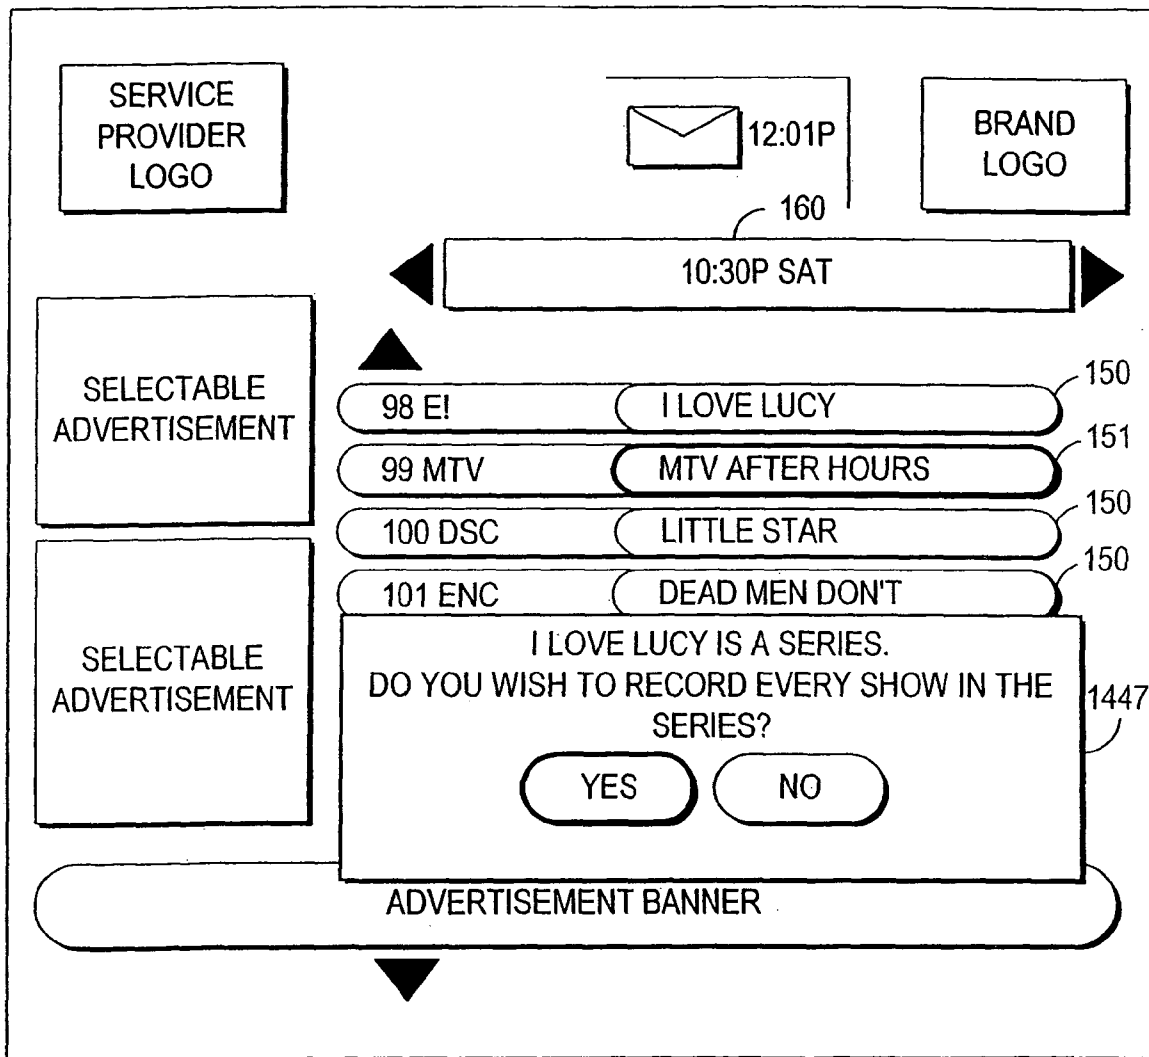 SERVICE
PROVIDER
LOGO
12:01P
BRAND
LOGO
160
10:30P SAT
SELECTABLE
ADVERTISEMENT
98 E! I LOVE LUCY 150
99 MTV MTV AFTER HOURS 151
100 DSC LITTLE STAR 150
101 ENC DEAD MEN DON'T 150
SELECTABLE
ADVERTISEMENT
I LOVE LUCY IS A SERIES.
DO YOU WISH TO RECORD EVERY SHOW IN THE
SERIES?
1447
YES NO
ADVERTISEMENT BANNER